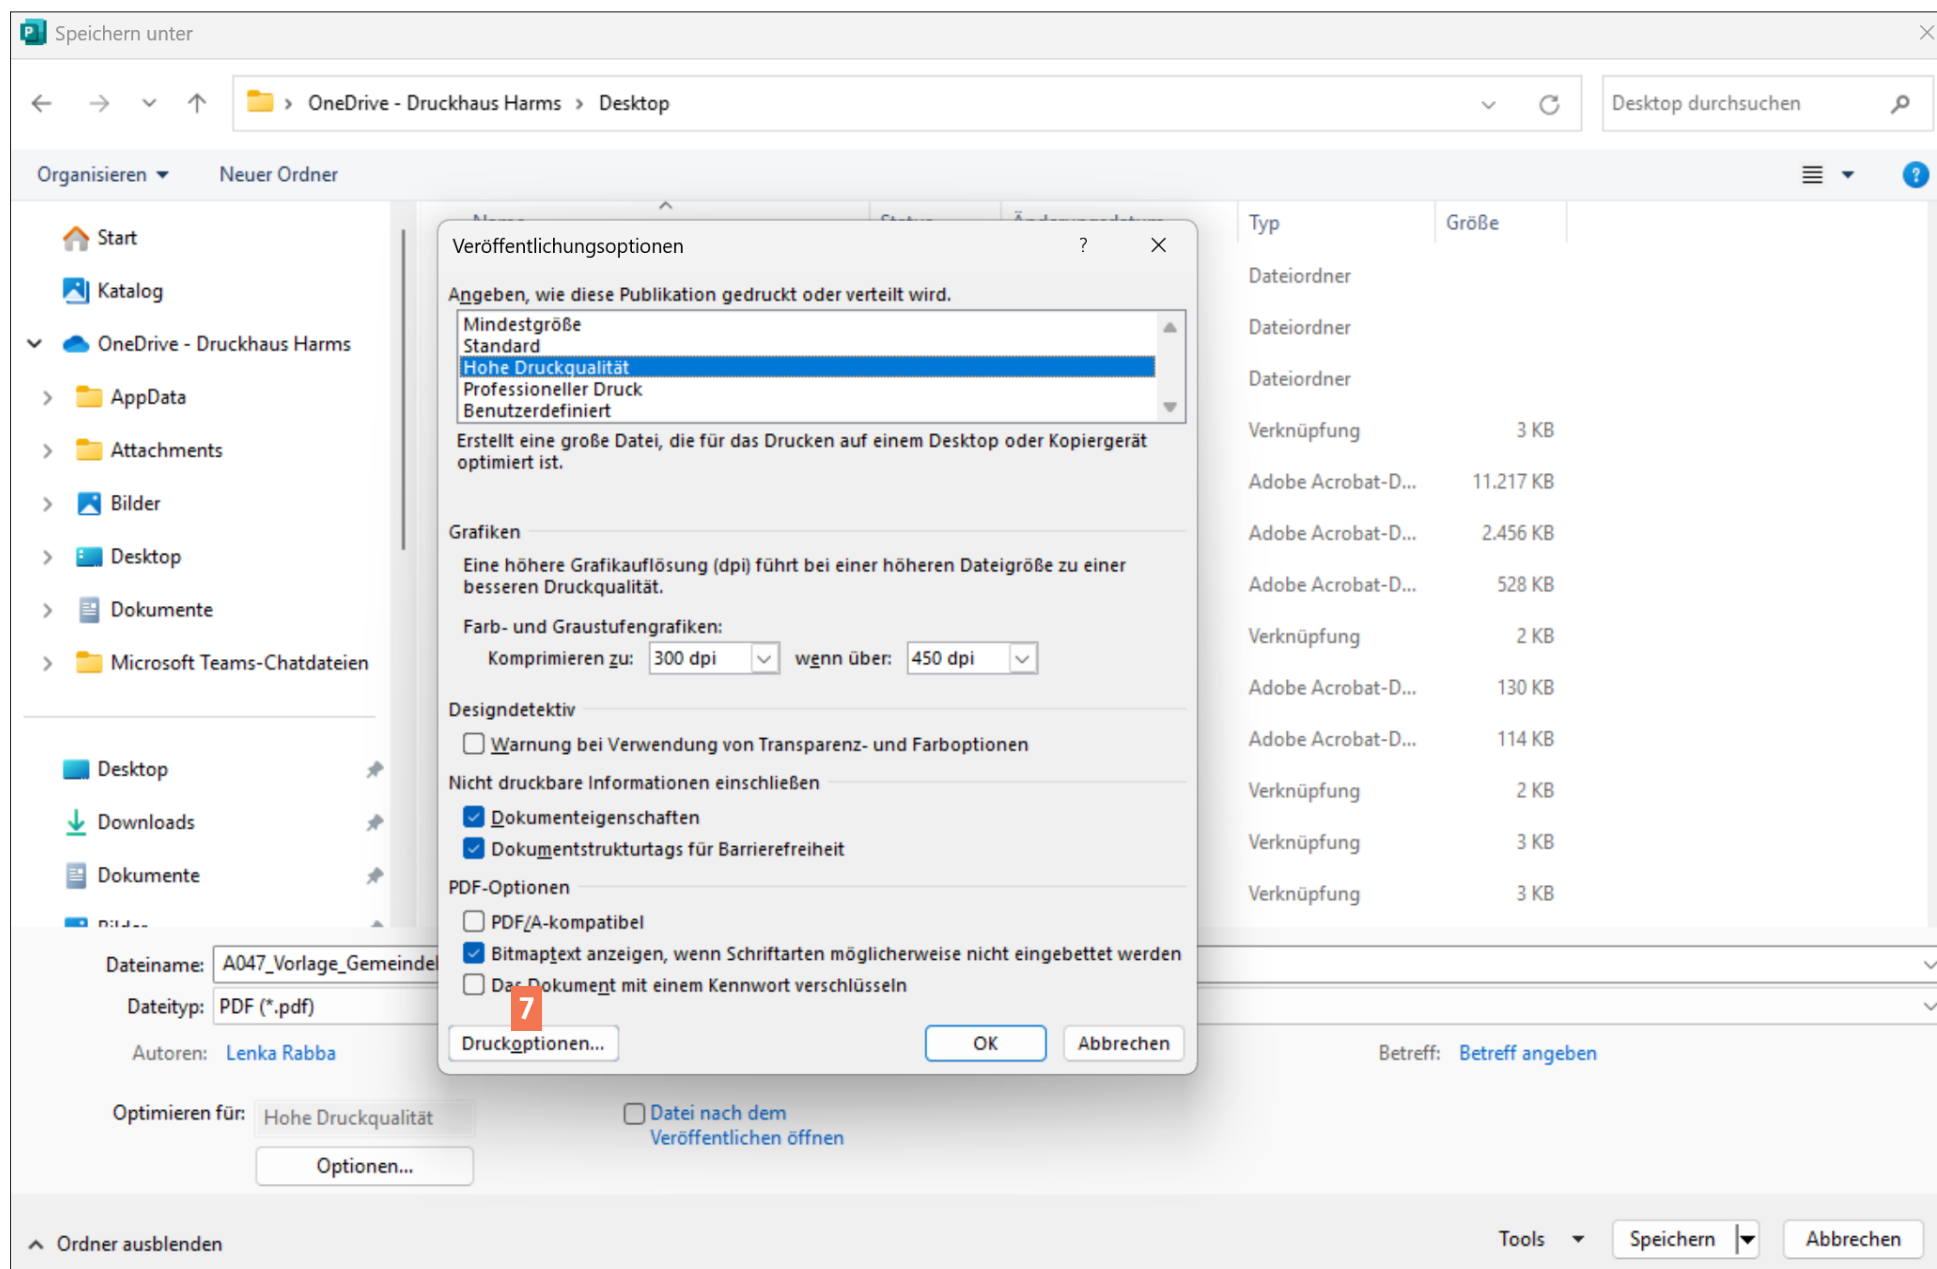 Speichern unter
OneDrive - Druckhaus Harms > Desktop
Desktop durchsuchen
Organisieren
Neuer Ordner
Name
Status
Änderungsdatum
Typ
Größe
Start
Katalog
OneDrive - Druckhaus Harms
AppData
Attachments
Bilder
Desktop
Dokumente
Microsoft Teams-Chatdateien
Desktop
Downloads
Dokumente
Bilder
Dateiordner
Dateiordner
Dateiordner
Verknüpfung 3 KB
Adobe Acrobat-D... 11.217 KB
Adobe Acrobat-D... 2.456 KB
Adobe Acrobat-D... 528 KB
Verknüpfung 2 KB
Adobe Acrobat-D... 130 KB
Adobe Acrobat-D... 114 KB
Verknüpfung 2 KB
Verknüpfung 3 KB
Verknüpfung 3 KB
Veröffentlichungsoptionen ?
Angeben, wie diese Publikation gedruckt oder verteilt wird.
Mindestgröße
Standard
Hohe Druckqualität
Professioneller Druck
Benutzerdefiniert
Erstellt eine große Datei, die für das Drucken auf einem Desktop oder Kopiergerät
optimiert ist.
Grafiken
Eine höhere Grafikauflösung (dpi) führt bei einer höheren Dateigröße zu einer
besseren Druckqualität.
Farb- und Graustufengrafiken:
Komprimieren zu: 300 dpi wenn über: 450 dpi
Designdetektiv
Warnung bei Verwendung von Transparenz- und Farboptionen
Nicht druckbare Informationen einschließen
Dokumenteigenschaften
Dokumentstrukturtags für Barrierefreiheit
PDF-Optionen
PDF/A-kompatibel
Bitmaptext anzeigen, wenn Schriftarten möglicherweise nicht eingebettet werden
Das Dokument mit einem Kennwort verschlüsseln
7
Druckoptionen...
OK
Abbrechen
Dateiname: A047_Vorlage_Gemeinde
Dateityp: PDF (*.pdf)
Autoren: Lenka Rabba
Betreff: Betreff angeben
Optimieren für: Hohe Druckqualität
Optionen...
Datei nach dem
Veröffentlichen öffnen
Ordner ausblenden
Tools
Speichern
Abbrechen